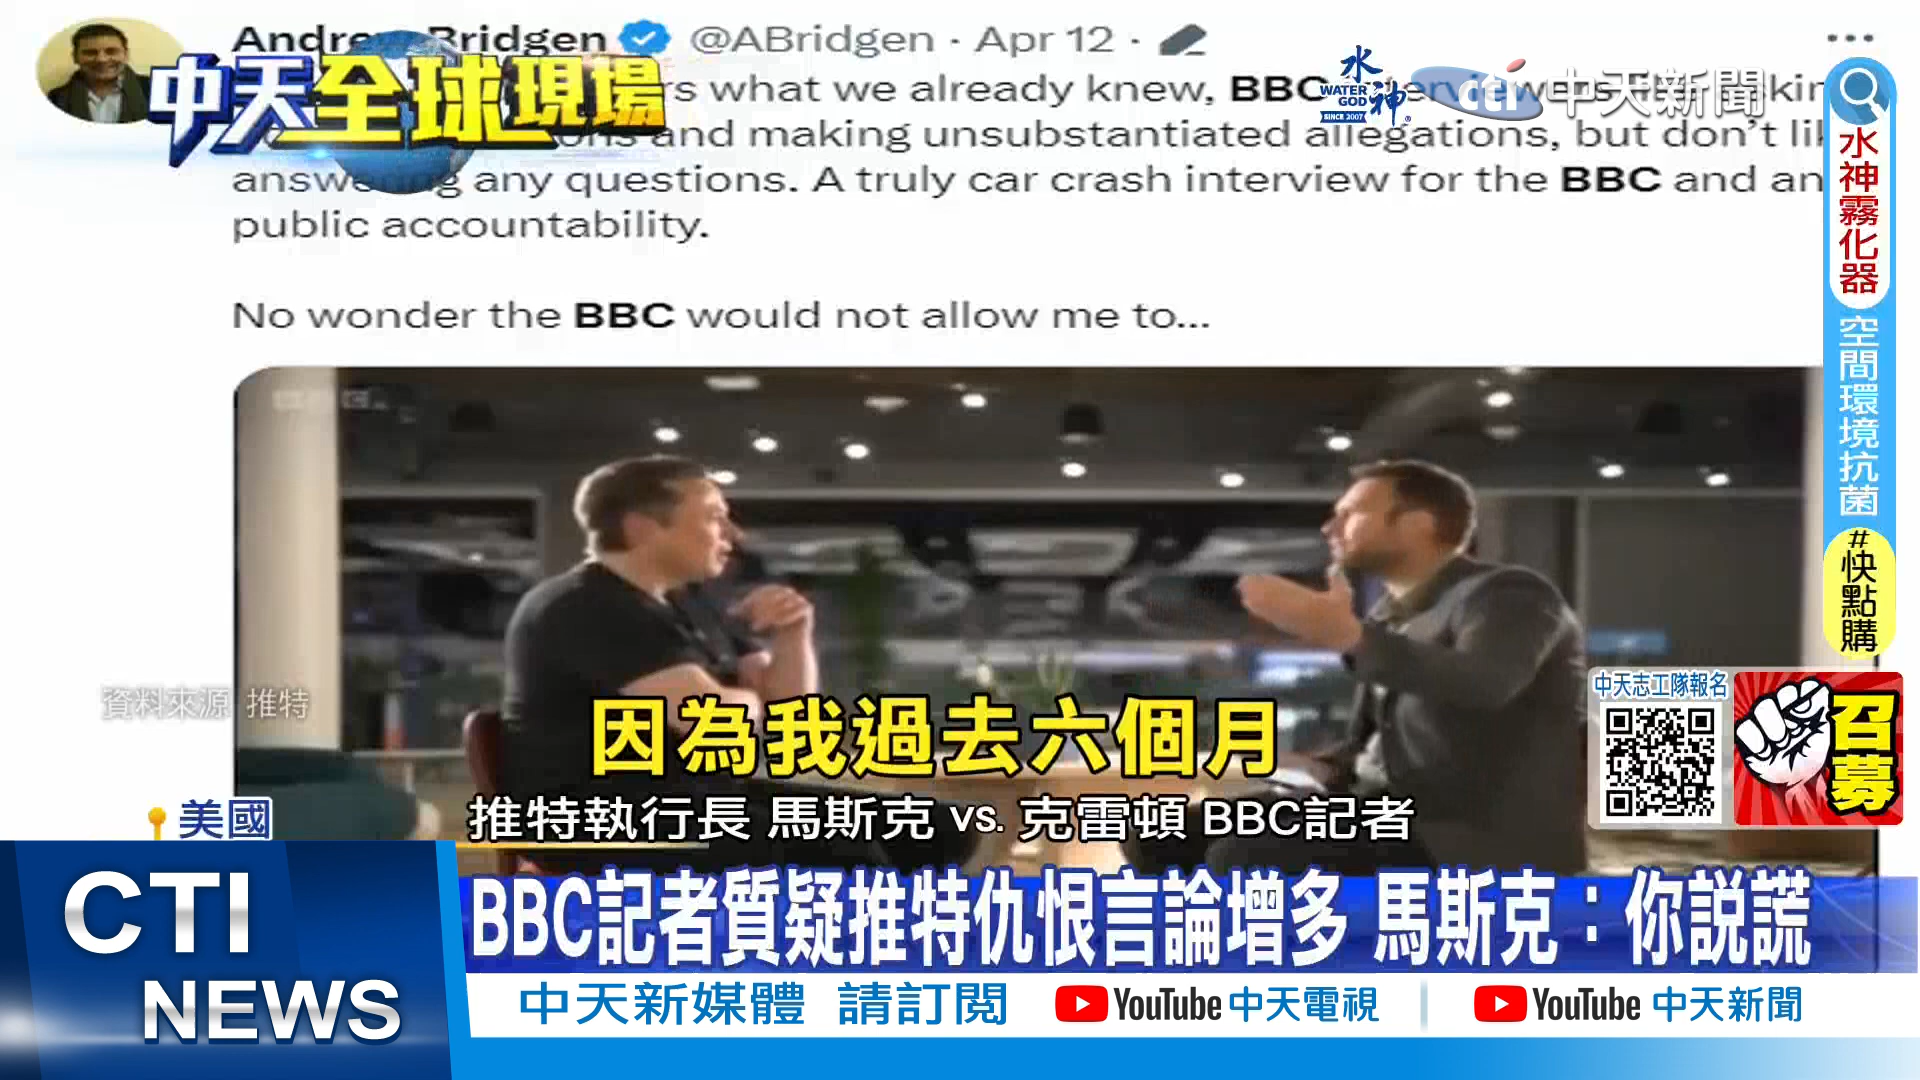 Andrew Bridgen @ABridgen · Apr 12 ·
what we already knew, BBC
and making unsubstantiated allegations, but don't
answering any questions. A truly car crash interview for the BBC and
public accountability.
No wonder the BBC would not allow me to...
中天全球現場
水神
WATER GOD
SINCE 2007
cti 中天新聞
水神霧化器
空間環境抗菌
#快點購
中天志工隊報名
召募
資料來源 推特
因為我過去六個月
美國
推特執行長 馬斯克 vs. 克雷頓 BBC記者
BBC記者質疑推特仇恨言論增多 馬斯克：你說謊
CTI
NEWS
中天新媒體 請訂閱 YouTube 中天電視 | YouTube 中天新聞